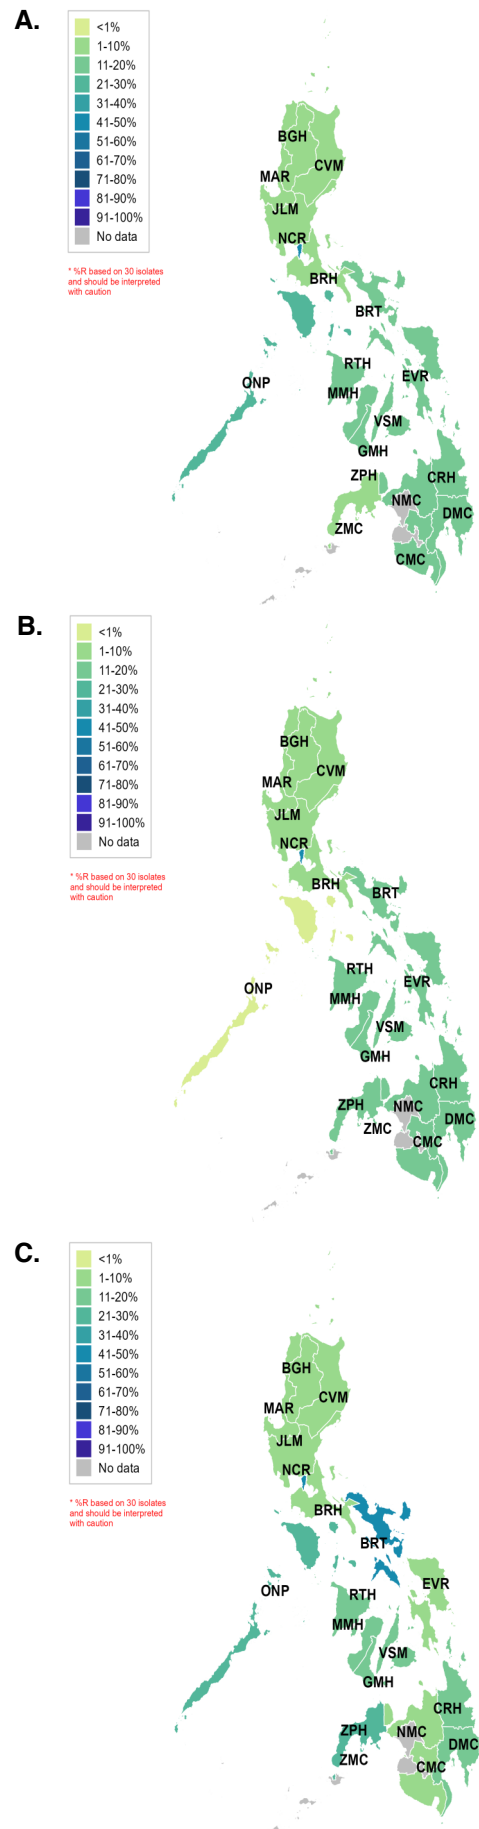 A.
<1%
1-10%
11-20%
21-30%
31-40%
41-50%
51-60%
61-70%
71-80%
81-90%
91-100%
No data
* %R based on 30 isolates
and should be interpreted
with caution
BGH
CVM
MAR
JLM
NCR
BRH
BRT
RTH
EVR
ONP
MMH
VSM
GMH
ZPH
CRH
NMC
DMC
ZMC
CMC
B.
<1%
1-10%
11-20%
21-30%
31-40%
41-50%
51-60%
61-70%
71-80%
81-90%
91-100%
No data
* %R based on 30 isolates
and should be interpreted
with caution
BGH
CVM
MAR
JLM
NCR
BRH
BRT
RTH
EVR
ONP
MMH
VSM
GMH
CRH
ZPH
NMC
DMC
ZMC
CMC
C.
<1%
1-10%
11-20%
21-30%
31-40%
41-50%
51-60%
61-70%
71-80%
81-90%
91-100%
No data
* %R based on 30 isolates
and should be interpreted
with caution
BGH
CVM
MAR
JLM
NCR
BRH
BRT
EVR
ONP
RTH
MMH
VSM
GMH
CRH
ZPH
NMC
DMC
ZMC
CMC